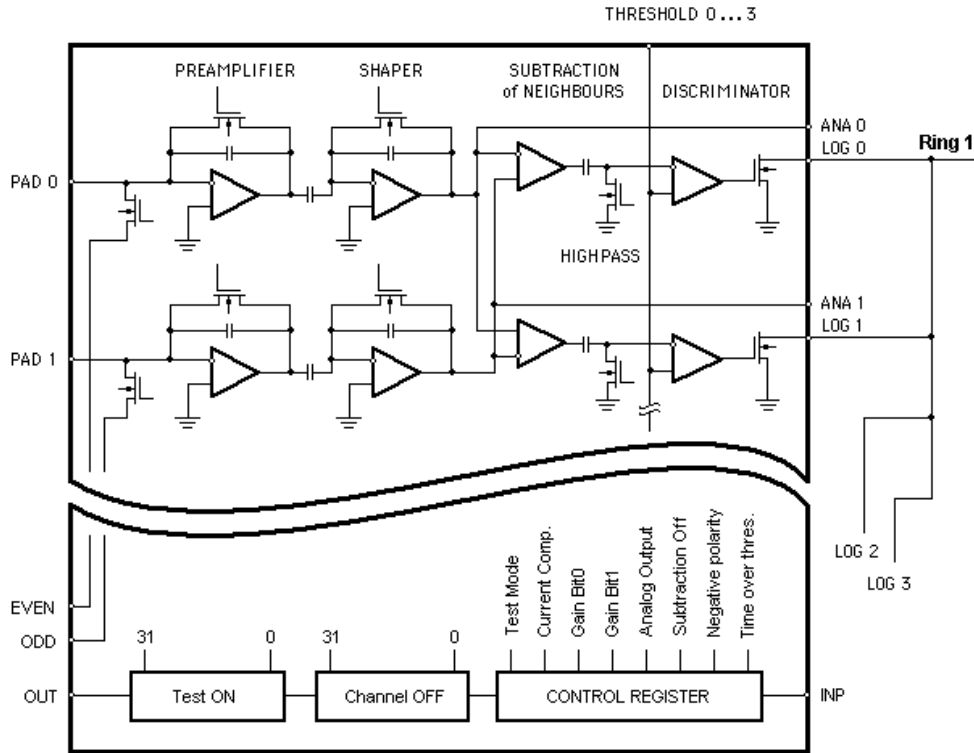 THRESHOLD 0...3
PREAMPLIFIER
SHAPER
SUBTRACTION
of NEIGHBOURS
DISCRIMINATOR
ANA 0
LOG 0
Ring 1
PAD 0
HIGHPASS
ANA 1
LOG 1
PAD 1
LOG 2
LOG 3
Test Mode
Current Comp.
Gain Bit0
Gain Bit1
Analog Output
Subtraction Off
Negative polarity
Time over thres.
EVEN
ODD
31 0 31 0
OUT
Test ON
Channel OFF
CONTROL REGISTER
INP